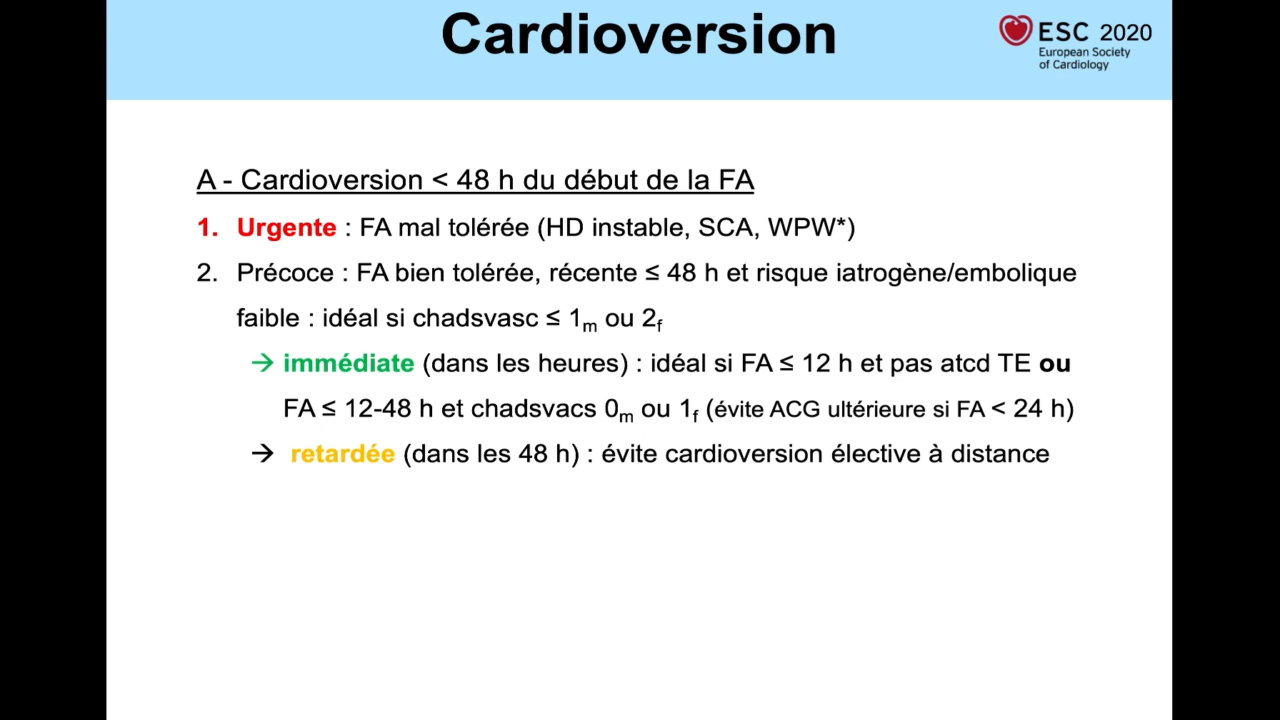 Cardioversion
ESC 2020
European Society
of Cardiology
A - Cardioversion < 48 h du début de la FA
1. Urgente : FA mal tolérée (HD instable, SCA, WPW*)
2. Précoce : FA bien tolérée, récente ≤ 48 h et risque iatrogène/embolique
faible : idéal si chadsvasc ≤ 1m ou 2f
→ immédiate (dans les heures) : idéal si FA ≤ 12 h et pas atcd TE ou
FA ≤ 12-48 h et chadsvacs 0m ou 1f (évite ACG ultérieure si FA < 24 h)
→ retardée (dans les 48 h) : évite cardioversion élective à distance